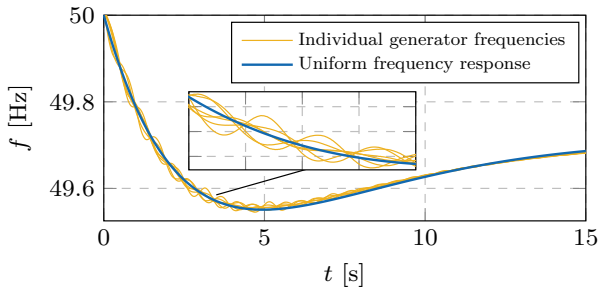 50
Individual generator frequencies
Uniform frequency response
49.8
f [Hz]
49.6
0
5
10
15
t [s]